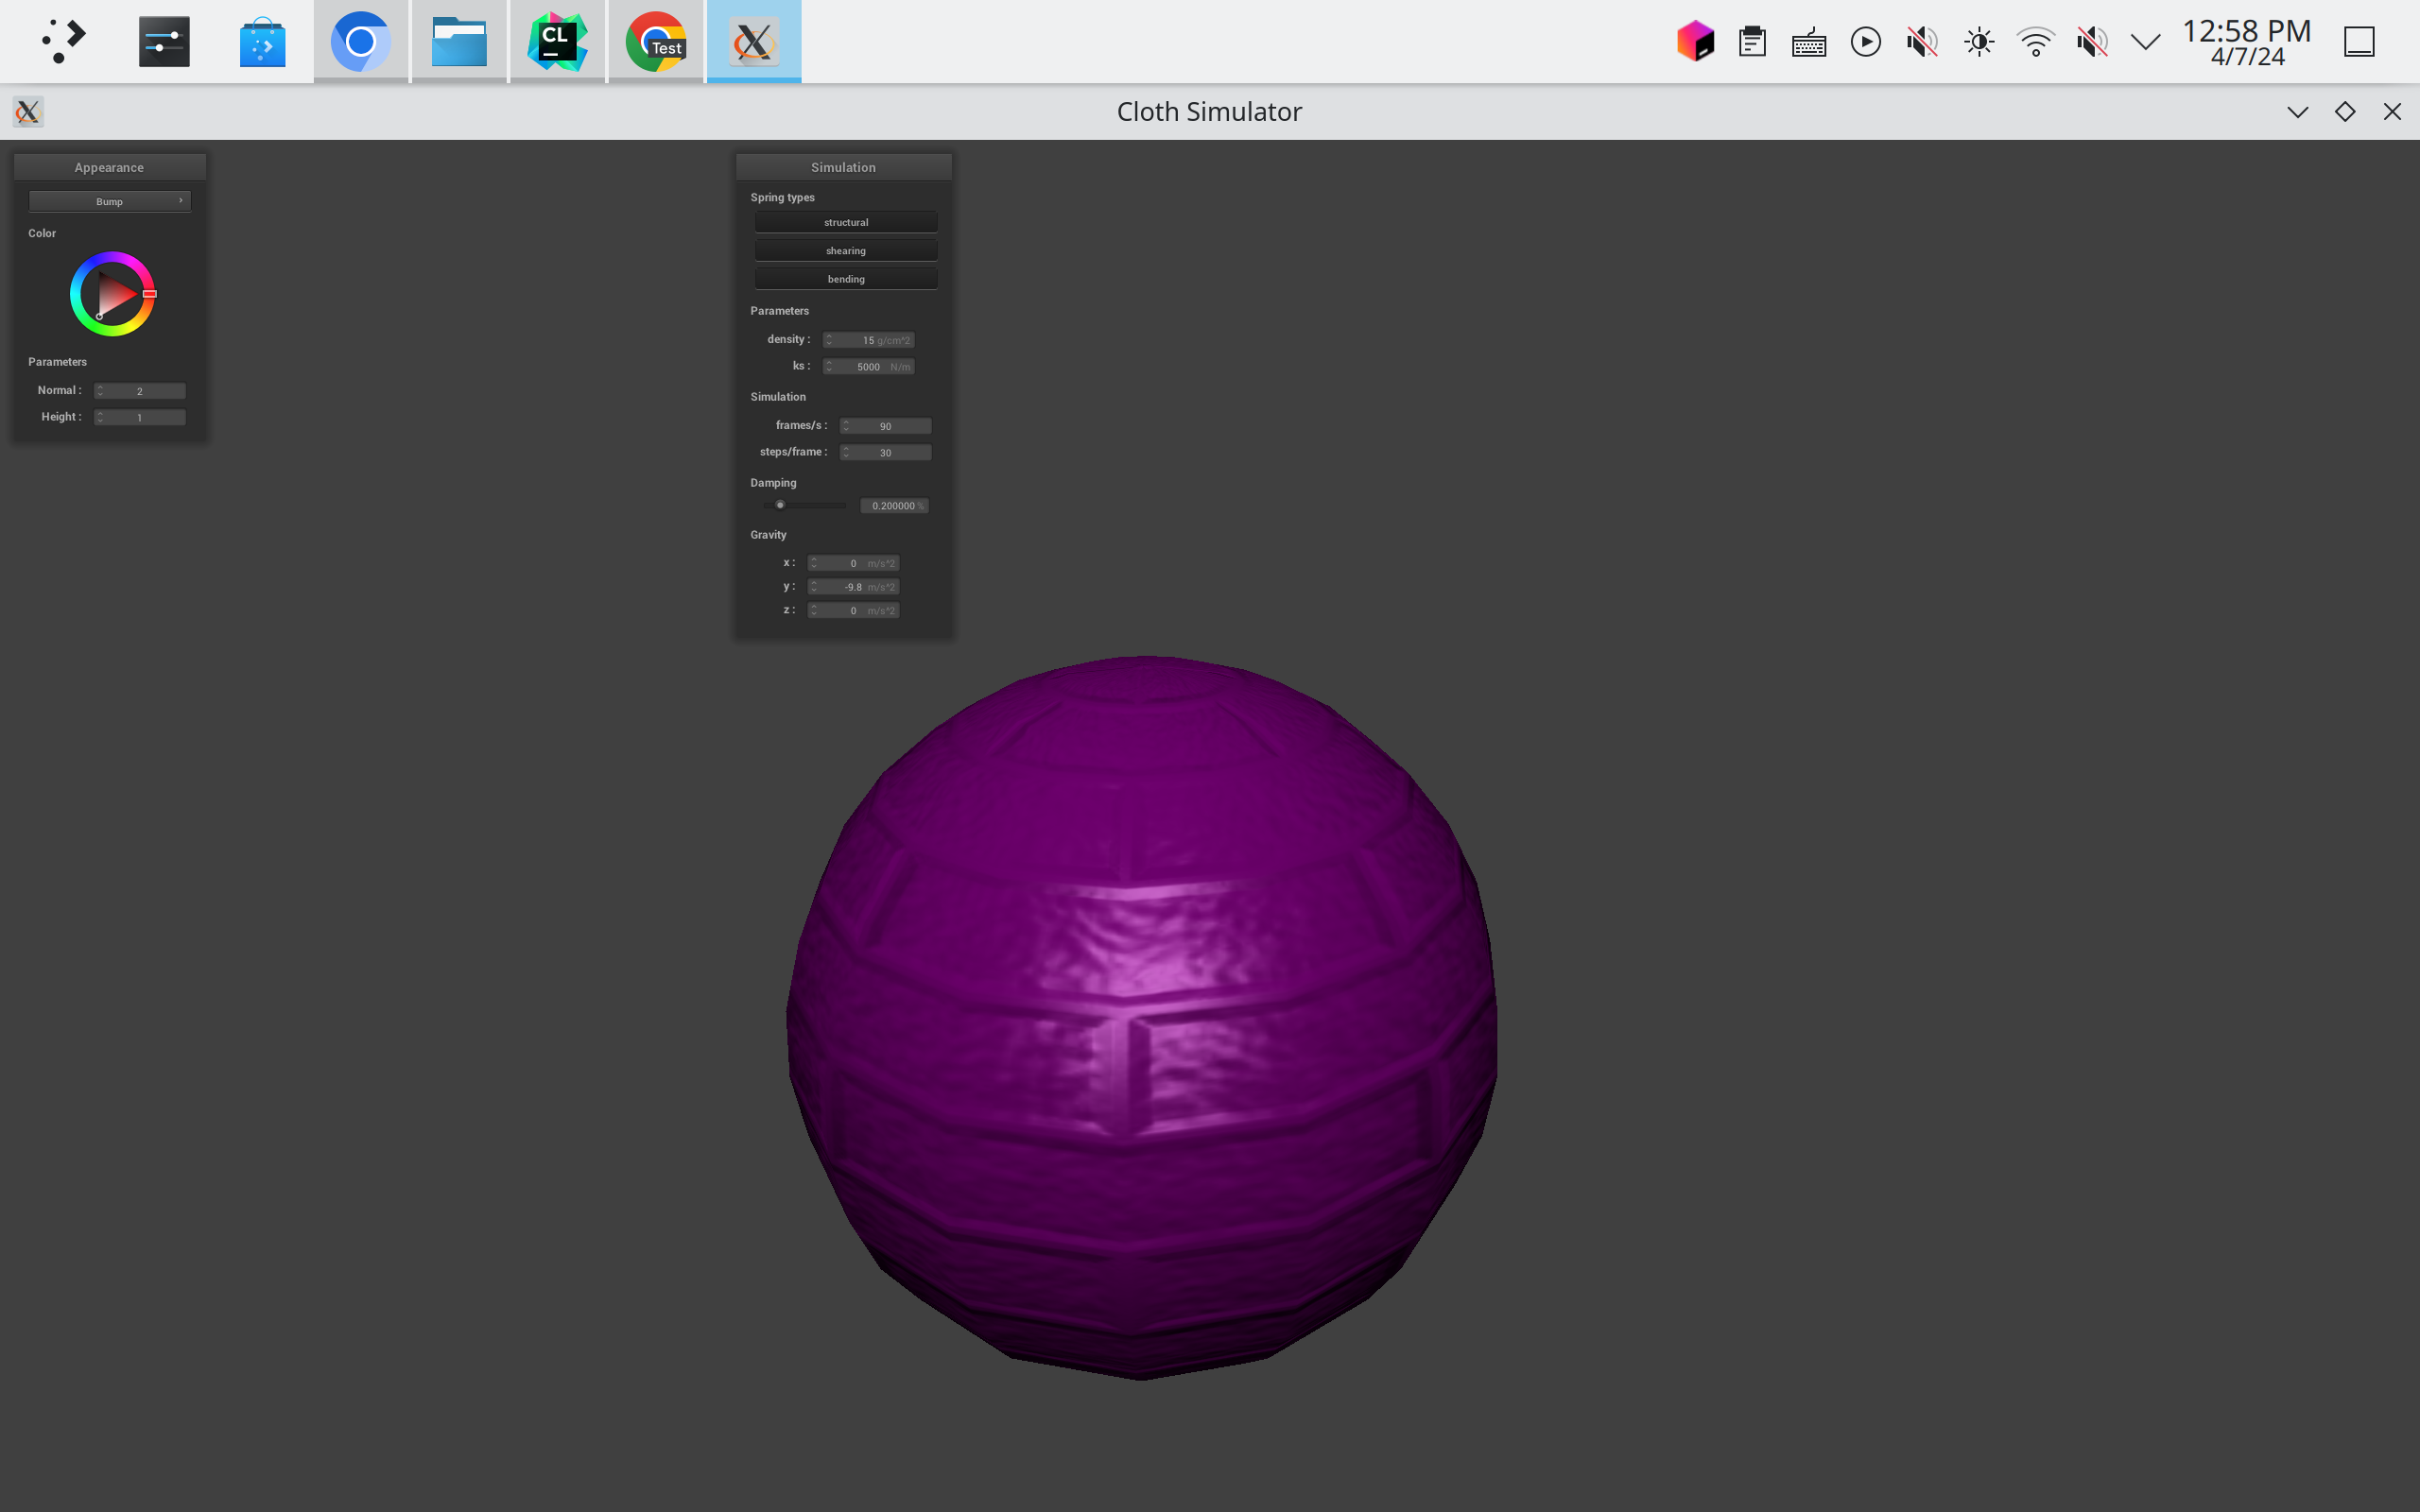 CL
Test
12:58 PM
4/7/24
Cloth Simulator
Appearance
Bump
Color
Parameters
Normal : 2
Height : 1
Simulation
Spring types
structural
shearing
bending
Parameters
density : 15 g/cm^2
ks : 5000 N/m
Simulation
frames/s : 90
steps/frame : 30
Damping
0.200000 %
Gravity
x : 0 m/s^2
y : -9.8 m/s^2
z : 0 m/s^2